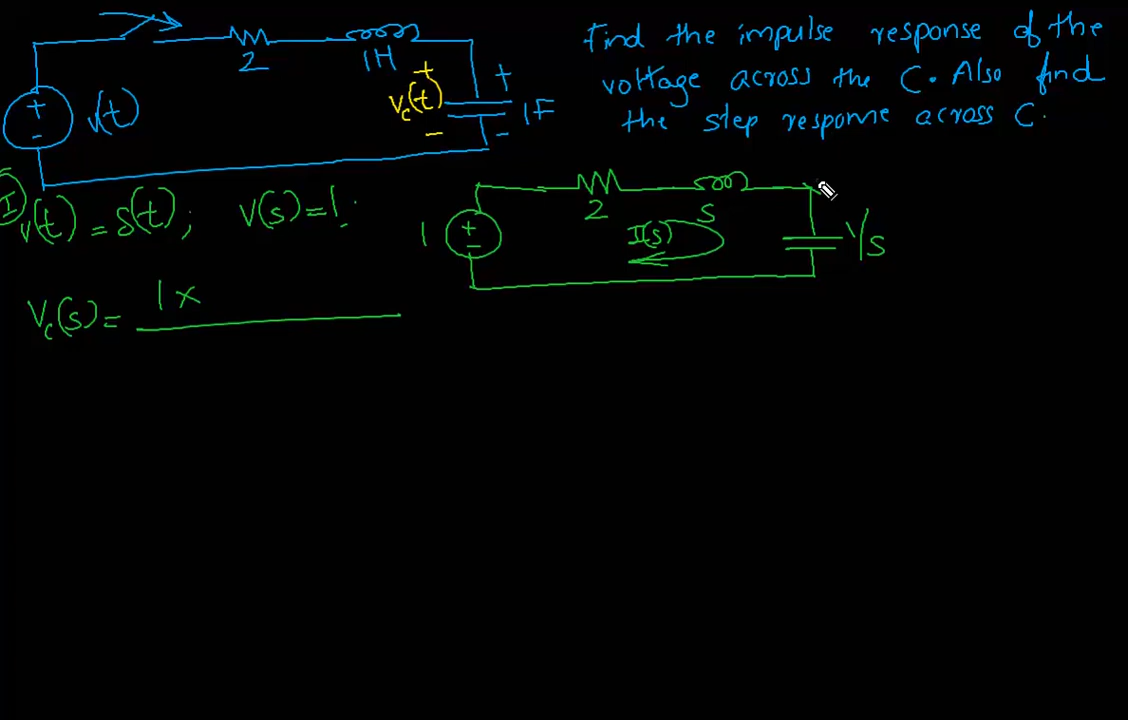 Find the impulse response of the
voltage across the C. Also find
the step response across C.
2
1H
+
+
v(t)
Vc(t)
1F
-
-
+
-
I
v(t) = δ(t); V(s) = 1.
1
+
-
2
s
I(s)
1/s
Vc(s) = 1 ×